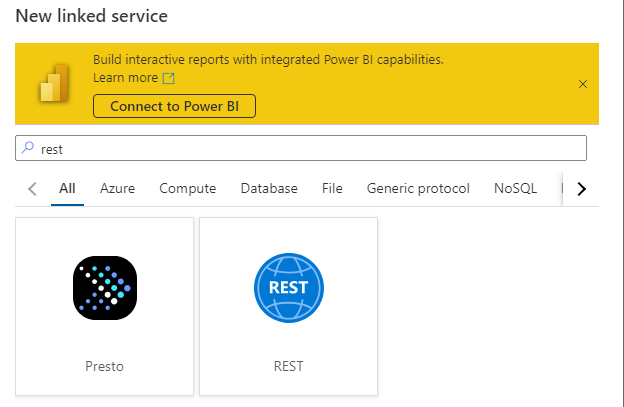 New linked service
Build interactive reports with integrated Power BI capabilities.
Learn more
Connect to Power BI
rest
All Azure Compute Database File Generic protocol NoSQL
REST
Presto REST